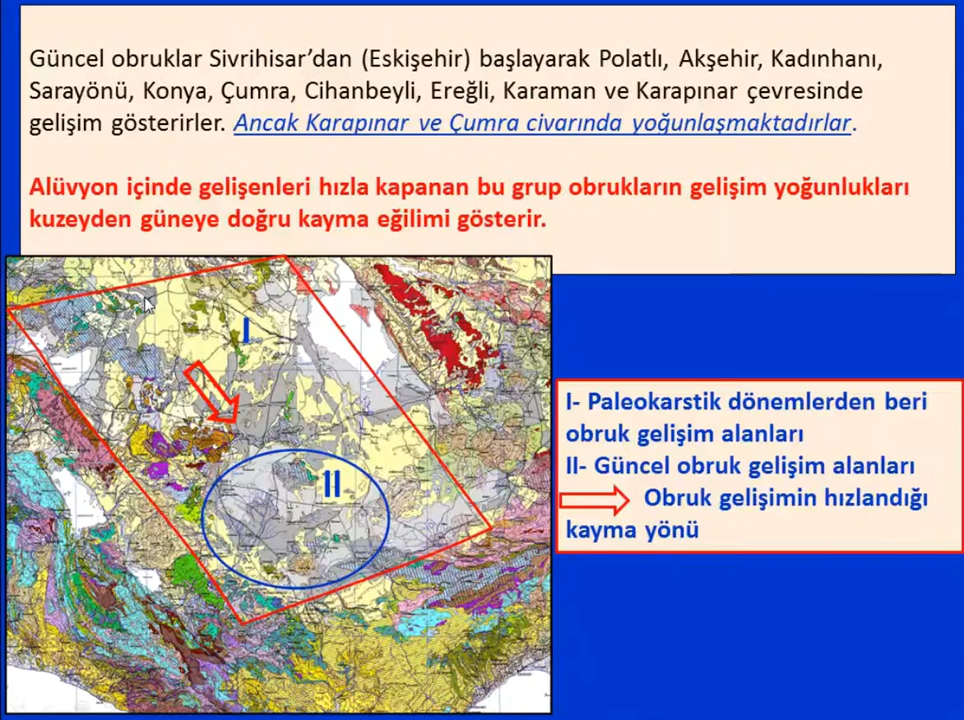 Güncel obruklar Sivrihisar’dan (Eskişehir) başlayarak Polatlı, Akşehir, Kadınhanı,
Sarayönü, Konya, Çumra, Cihanbeyli, Ereğli, Karaman ve Karapınar çevresinde
gelişim gösterirler. Ancak Karapınar ve Çumra civarında yoğunlaşmaktadırlar.
Alüvyon içinde gelişenleri hızla kapanan bu grup obrukların gelişim yoğunlukları
kuzeyden güneye doğru kayma eğilimi gösterir.
I
II
I- Paleokarstik dönemlerden beri
obruk gelişim alanları
II- Güncel obruk gelişim alanları
Obruk gelişimin hızlandığı
kayma yönü